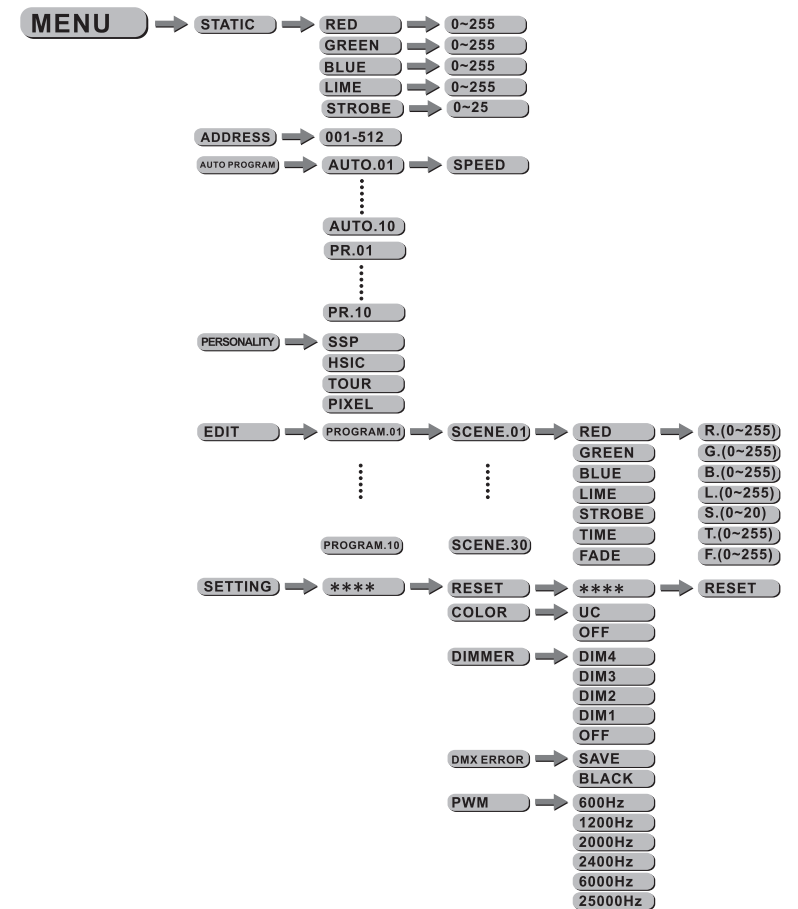 MENU STATIC RED 0~255
GREEN 0~255
BLUE 0~255
LIME 0~255
STROBE 0~25
ADDRESS 001-512
AUTO PROGRAM AUTO.01 SPEED
AUTO.10
PR.01
PR.10
PERSONALITY SSP
HSIC
TOUR
PIXEL
EDIT PROGRAM.01 SCENE.01 RED R.(0~255)
GREEN G.(0~255)
BLUE B.(0~255)
LIME L.(0~255)
STROBE S.(0~20)
TIME T.(0~255)
PROGRAM.10 SCENE.30 FADE F.(0~255)
SETTING **** RESET **** RESET
COLOR UC
OFF
DIMMER DIM4
DIM3
DIM2
DIM1
OFF
DMX ERROR SAVE
BLACK
PWM 600Hz
1200Hz
2000Hz
2400Hz
6000Hz
25000Hz